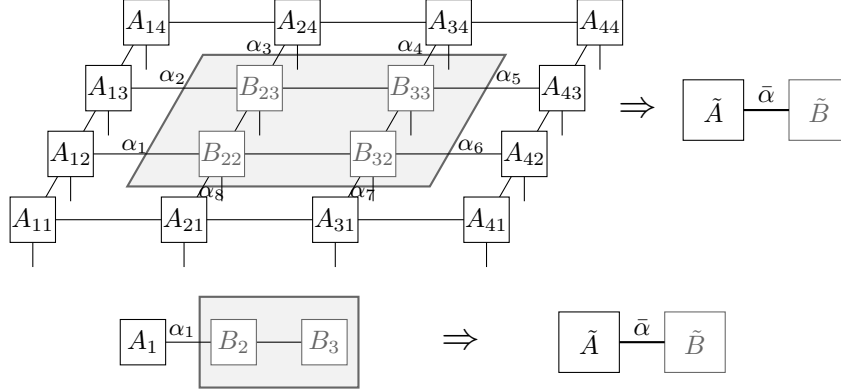 A₁₄ A₂₄ A₃₄ A₄₄
α₃ α₄
A₁₃ α₂ B₂₃ B₃₃ α₅ A₄₃
⇒ Ã ᾱ B̃
A₁₂ α₁ B₂₂ B₃₂ α₆ A₄₂
α₈ α₇
A₁₁ A₂₁ A₃₁ A₄₁
A₁ α₁ B₂ B₃ ⇒ Ã ᾱ B̃